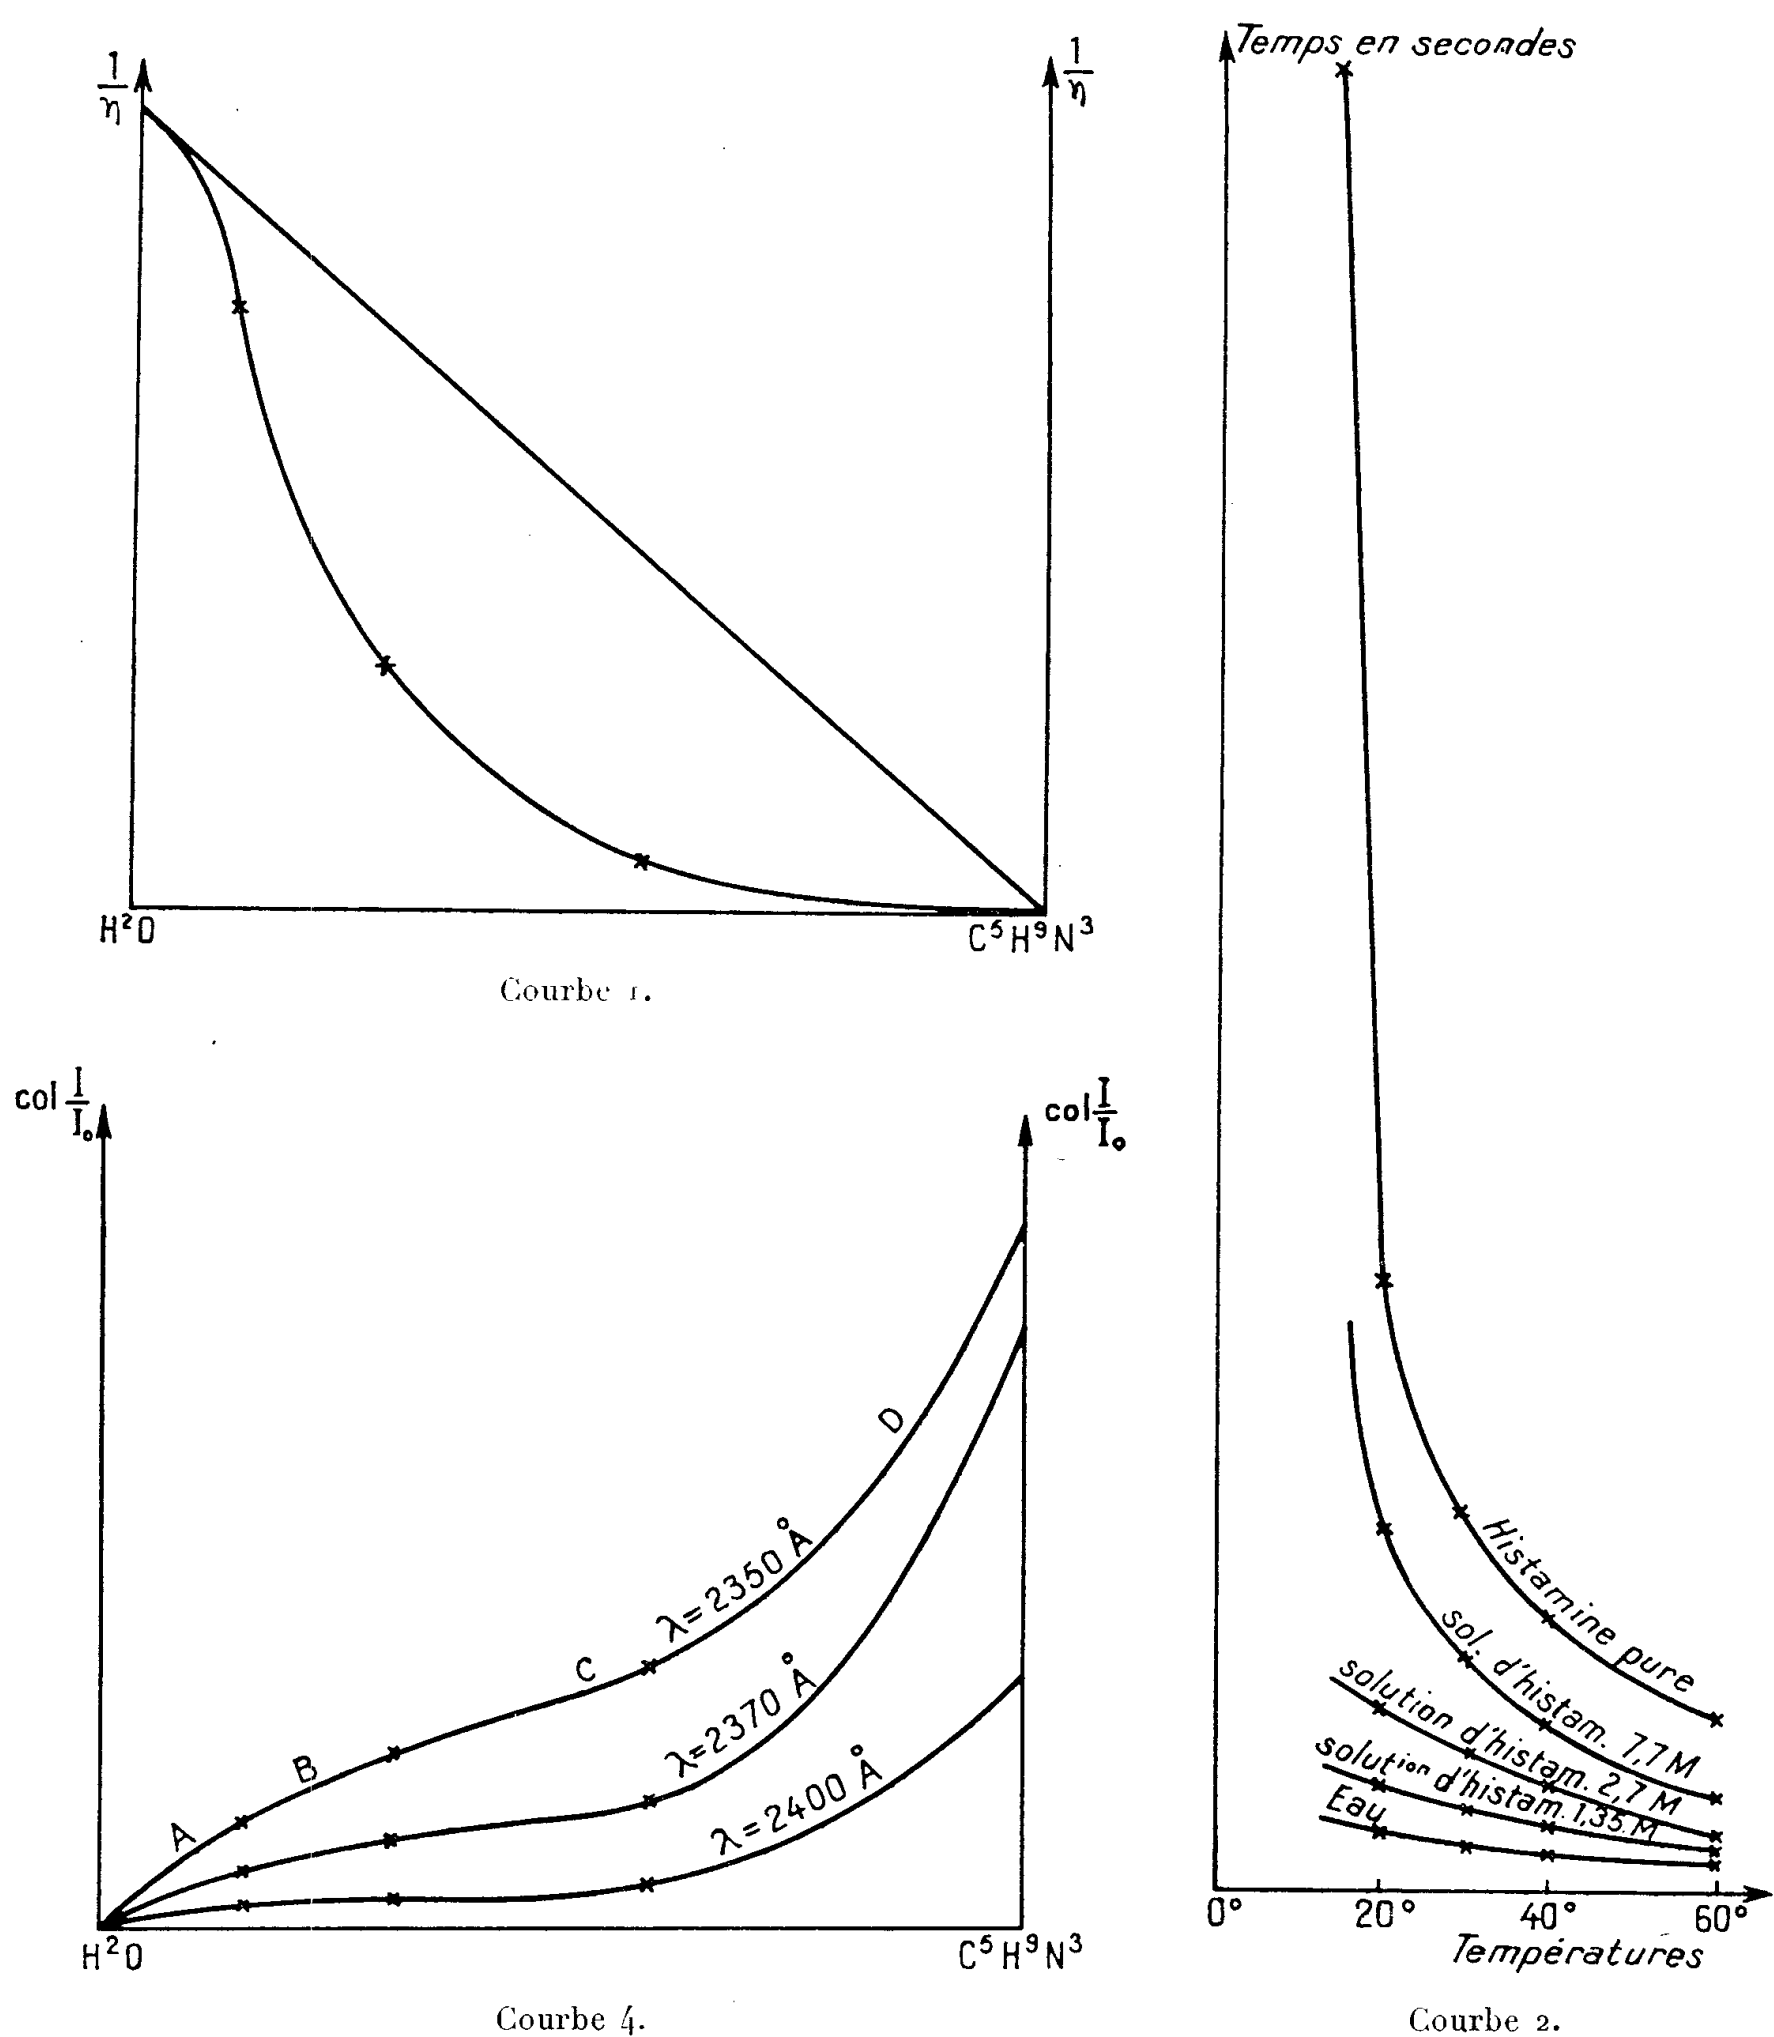 1/η
1/η
H²O
C⁵H⁹N³
Courbe 1.
col I/I₀
col I/I₀
A
B
C
D
λ=2350 Å
λ=2370 Å
λ=2400 Å
H²O
C⁵H⁹N³
Courbe 4.
Temps en secondes
Histamine pure
sol. d'histam. 7,7 M
solution d'histam. 2,7 M
solution d'histam. 1,35 M
Eau
0° 20° 40° 60°
Températures
Courbe 2.